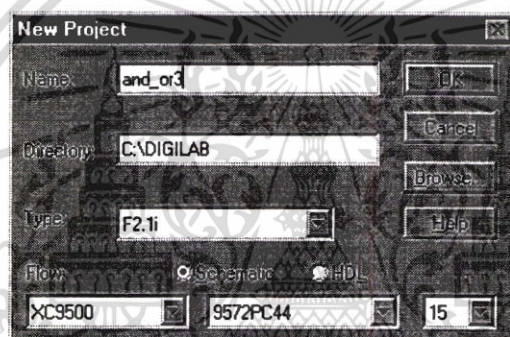 New Project
Name: and_or3 OK
Cancel
Directory: C:\DIGILAB
Browse...
Type: F2.1i Help
Flow: Schematic HDL
XC9500 9572PC44 15